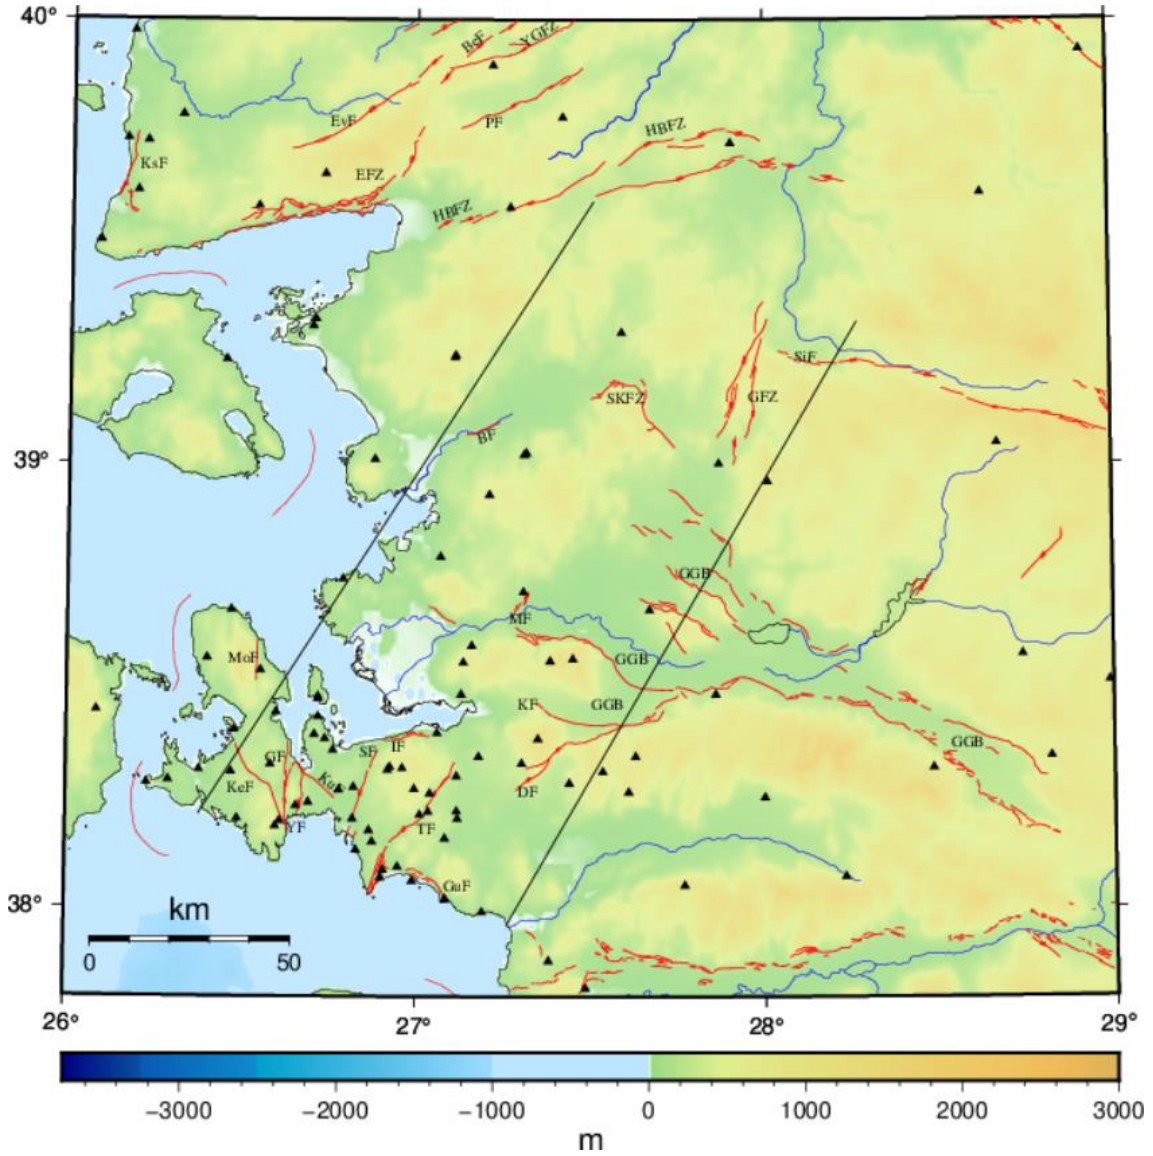 40°
BeF
YGFZ
EvF
PF
HBFZ
KsF
EFZ
HBFZ
SiF
SKFZ
GFZ
BF
39°
GGB
MF
MoF
GGB
KF
GGB
GGB
SF
IF
GF
KeF
Ku
DF
YF
TF
GuF
38°
km
0
50
26°
27°
28°
29°
−3000
−2000
−1000
0
1000
2000
3000
m